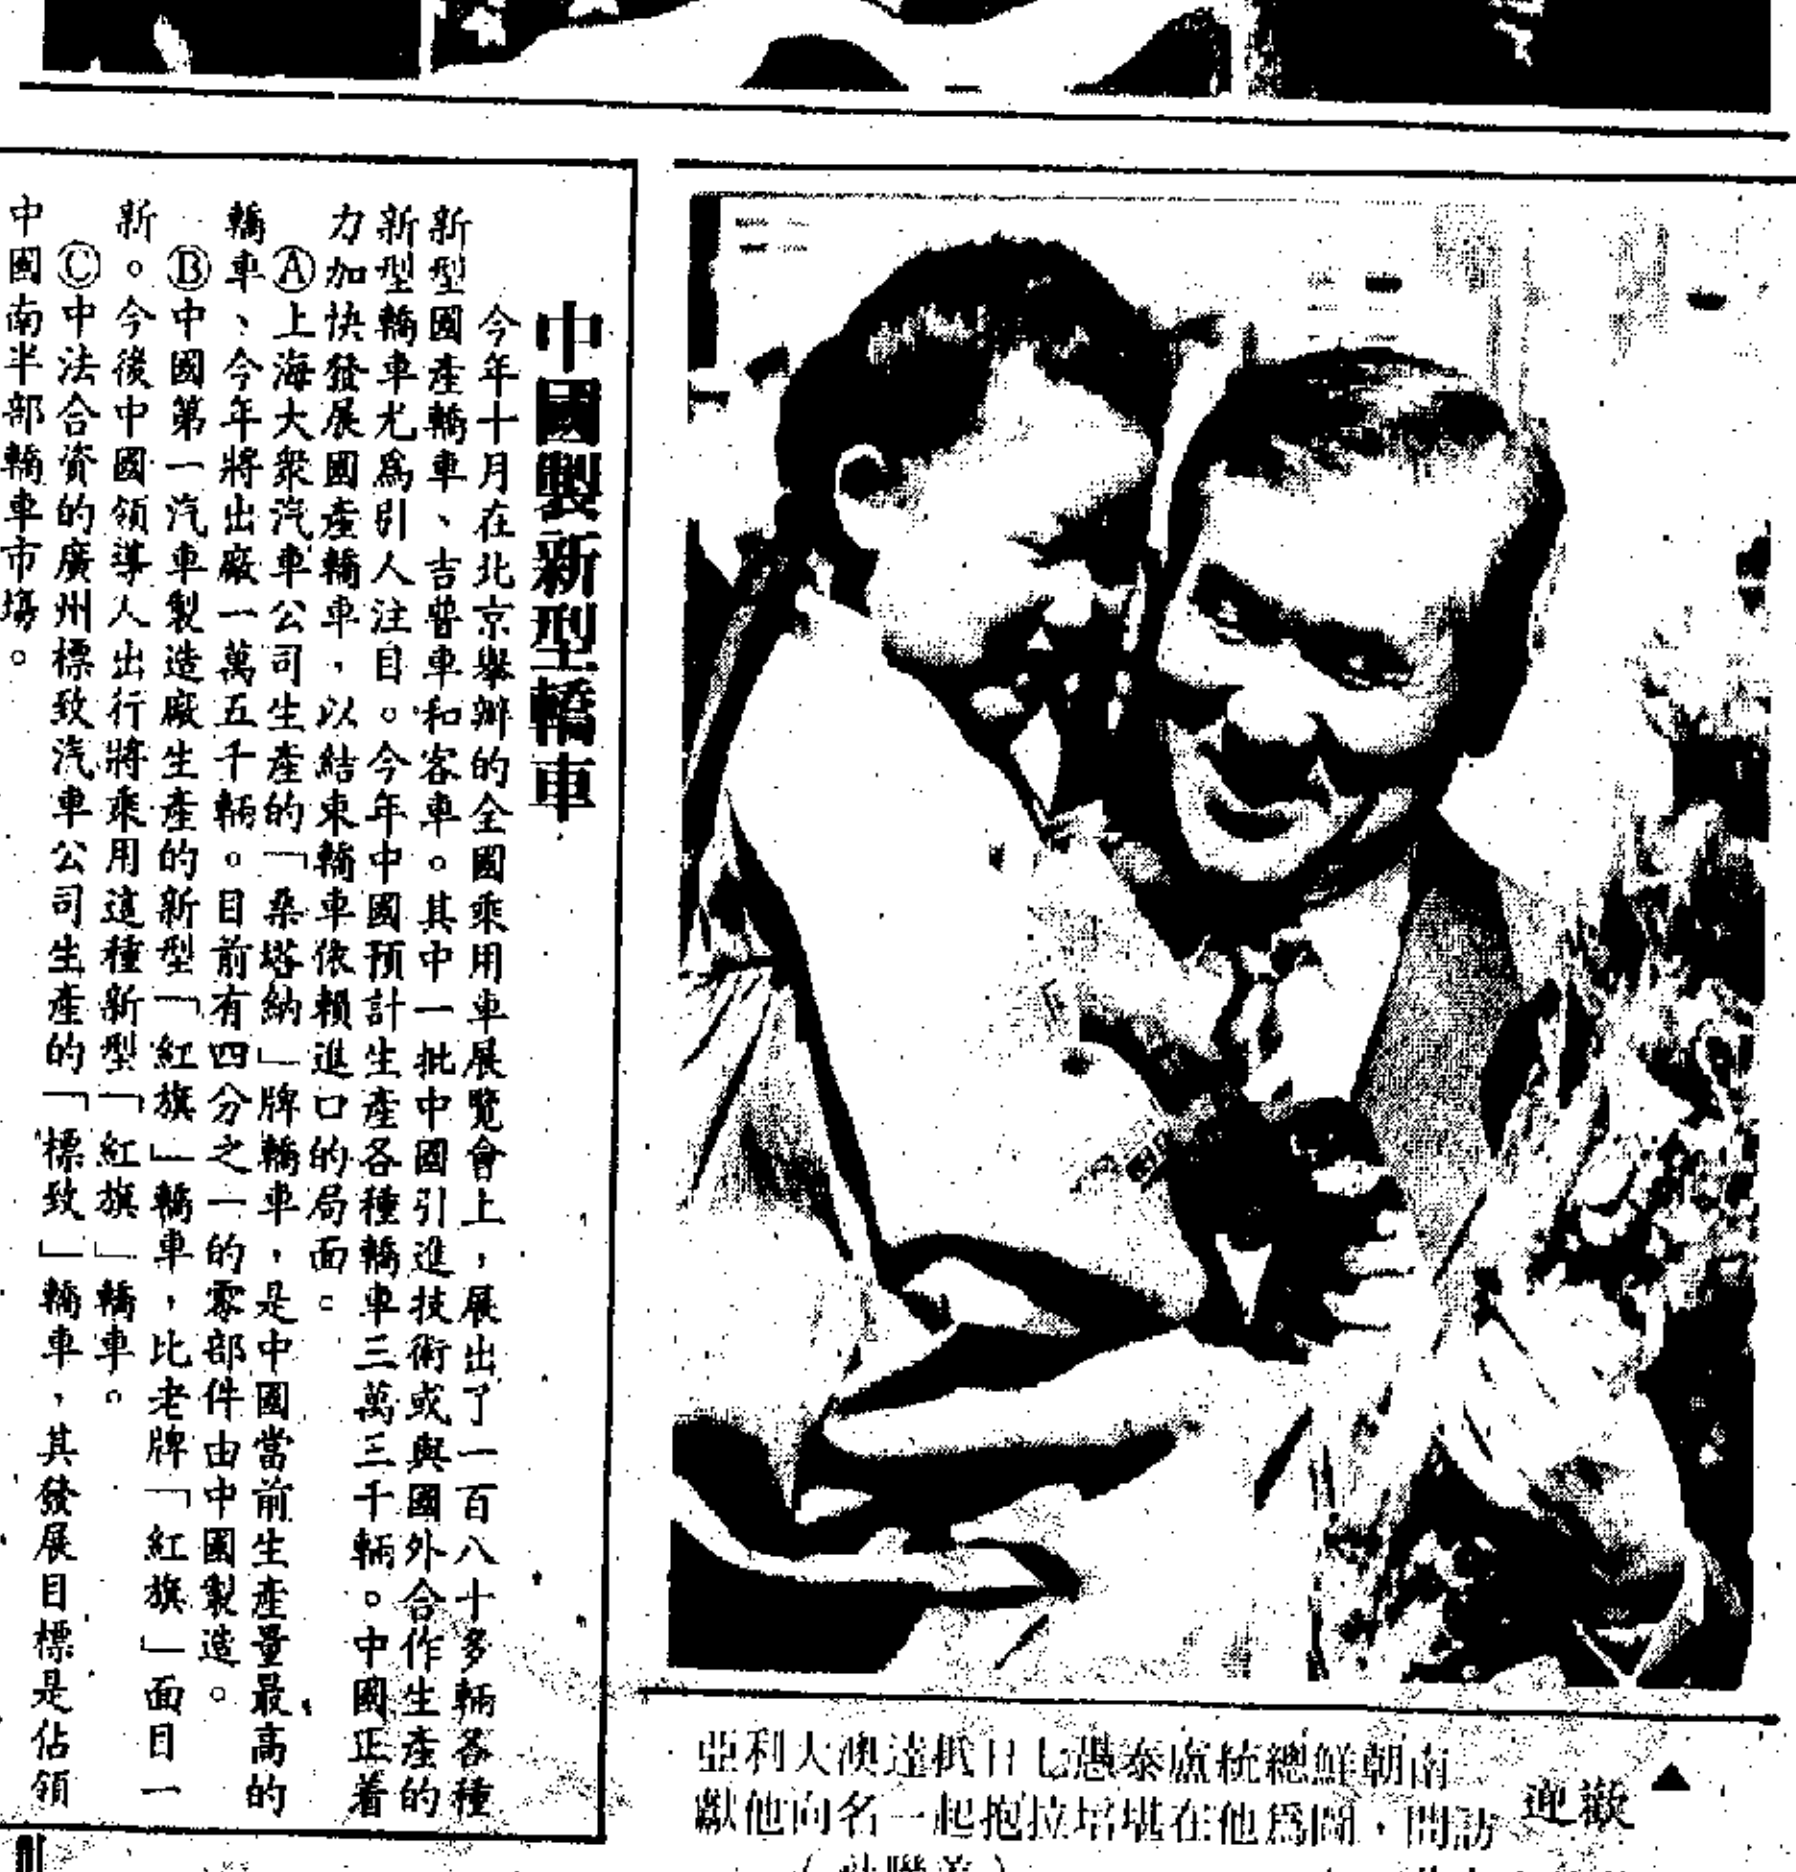 中國製新型轎車
今年十月在北京舉辦的全國乘用車展覽會上，展出了一百八十多輛各種
新型國產轎車、吉普車和客車。其中一批中國引進技術或與國外合作生產的
新型轎車尤為引人注目。今年中國預計生產各種轎車三萬三千輛。中國正着
力加快發展國產轎車，以結束轎車依賴進口的局面。
Ⓐ上海大衆汽車公司生產的「桑塔納」牌轎車，是中國當前生產量最高的
轎車、今年將出廠一萬五千輛。目前有四分之一的零部件由中國製造。
Ⓑ中國第一汽車製造廠生產的新型「紅旗」轎車，比老牌「紅旗」面目一
新。今後中國領導人出行將乘用這種新型「紅旗」轎車。
Ⓒ中法合資的廣州標致汽車公司生產的「標致」轎車，其發展目標是佔領
中國南半部轎車市場。
▲歡迎
南朝鮮總統盧泰愚七日抵達澳大利亞
訪問，圖為他在堪培拉抱起一名向他獻